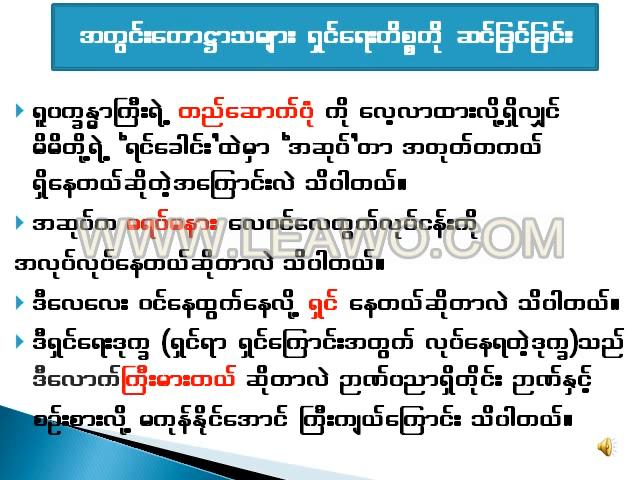 အတွင်းကောဋ္ဌာသများ ရှင်ရေးကိစ္စကို ဆင်ခြင်ခြင်း
ရူပက္ခန္ဓာကြီးရဲ့ တည်ဆောက်ပုံ ကို လေ့လာထားလို့ရှိလျှင်
မိမိတို့ရဲ့ 'ရင်ခေါင်း'ထဲမှာ 'အဆုပ်'တာ အတုတ်တကယ်
ရှိနေတယ်ဆိုတဲ့အကြောင်းလဲ သိပါတယ်။
အဆုပ်က မရပ်မနား လေဝင်လေထွက်လုပ်ငန်းကို
WWW.LEAWO.COM
အလုပ်လုပ်နေတယ်ဆိုတာလဲ သိပါတယ်။
ဒီလေလေး ဝင်နေထွက်နေလို့ ရှင် နေတယ်ဆိုတာလဲ သိပါတယ်။
ဒီရှင်ရေးဒုက္ခ (ရှင်ရာ ရှင်ကြောင်းအတွက် လုပ်နေရတဲ့ဒုက္ခ)သည်
ဒီလောက်ကြီးမားတယ် ဆိုတာလဲ ဉာဏ်ပညာရှိတိုင်း ဉာဏ်နှင့်
စဉ်းစားလို့ မကုန်နိုင်အောင် ကြီးကျယ်ကြောင်း သိပါတယ်။